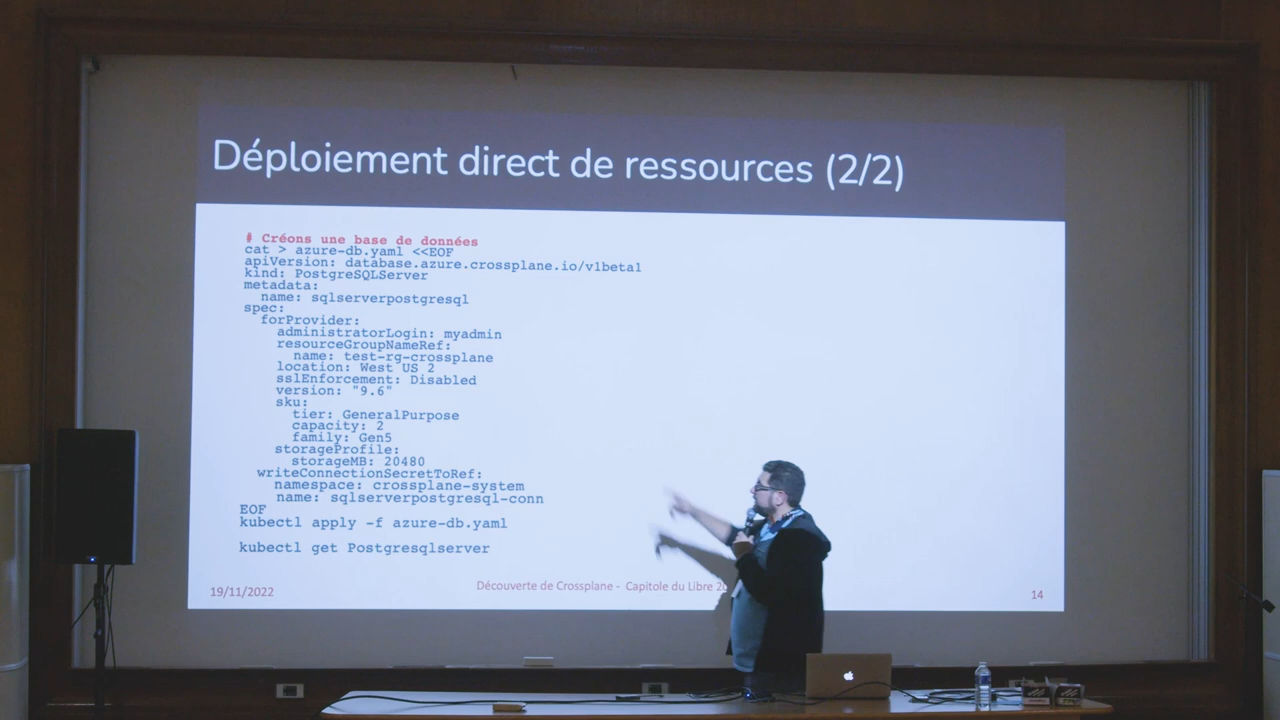 Déploiement direct de ressources (2/2)
# Créons une base de données
cat > azure-db.yaml <<EOF
apiVersion: database.azure.crossplane.io/v1beta1
kind: PostgreSQLServer
metadata:
  name: sqlserverpostgresql
spec:
  forProvider:
    administratorLogin: myadmin
    resourceGroupNameRef:
      name: test-rg-crossplane
    location: West US 2
    sslEnforcement: Disabled
    version: "9.6"
    sku:
      tier: GeneralPurpose
      capacity: 2
      family: Gen5
    storageProfile:
      storageMB: 20480
  writeConnectionSecretToRef:
    namespace: crossplane-system
    name: sqlserverpostgresql-conn
EOF
kubectl apply -f azure-db.yaml
kubectl get Postgresqlserver
19/11/2022
Découverte de Crossplane - Capitole du Libre
14